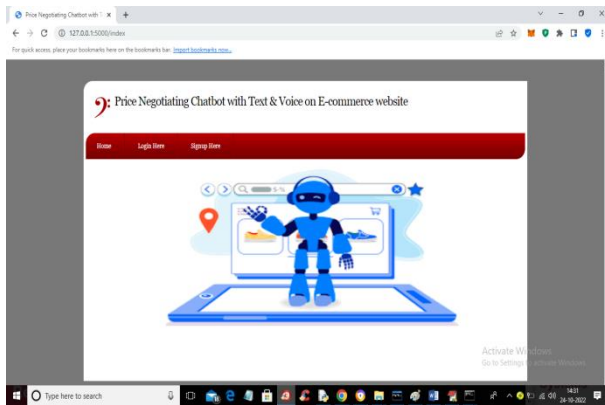 Price Negotiating Chatbot with T
127.0.0.1:5000/index
For quick access, place your bookmarks here on the bookmarks bar. Import bookmarks now...
Price Negotiating Chatbot with Text & Voice on E-commerce website
Home Login Here Signup Here
Activate Windows
Go to Settings to activate Windows.
Type here to search
14:31
24-10-2022